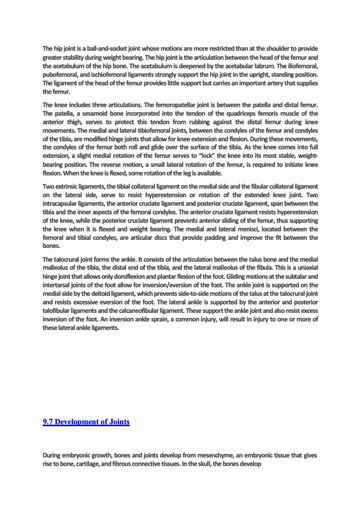 The hip joint is a ball-and-socket joint whose motions are more restricted than at the shoulder to provide
greater stability during weight bearing. The hip joint is the articulation between the head of the femur and
the acetabulum of the hip bone. The acetabulum is deepened by the acetabular labrum. The iliofemoral,
pubofemoral, and ischiofemoral ligaments strongly support the hip joint in the upright, standing position.
The ligament of the head of the femur provides little support but carries an important artery that supplies
the femur.
The knee includes three articulations. The femoropatellar joint is between the patella and distal femur.
The patella, a sesamoid bone incorporated into the tendon of the quadriceps femoris muscle of the
anterior thigh, serves to protect this tendon from rubbing against the distal femur during knee
movements. The medial and lateral tibiofemoral joints, between the condyles of the femur and condyles
of the tibia, are modified hinge joints that allow for knee extension and flexion. During these movements,
the condyles of the femur both roll and glide over the surface of the tibia. As the knee comes into full
extension, a slight medial rotation of the femur serves to “lock” the knee into its most stable, weight-
bearing position. The reverse motion, a small lateral rotation of the femur, is required to initiate knee
flexion. When the knee is flexed, some rotation of the leg is available.
Two extrinsic ligaments, the tibial collateral ligament on the medial side and the fibular collateral ligament
on the lateral side, serve to resist hyperextension or rotation of the extended knee joint. Two
intracapsular ligaments, the anterior cruciate ligament and posterior cruciate ligament, span between the
tibia and the inner aspects of the femoral condyles. The anterior cruciate ligament resists hyperextension
of the knee, while the posterior cruciate ligament prevents anterior sliding of the femur, thus supporting
the knee when it is flexed and weight bearing. The medial and lateral menisci, located between the
femoral and tibial condyles, are articular discs that provide padding and improve the fit between the
bones.
The talocrural joint forms the ankle. It consists of the articulation between the talus bone and the medial
malleolus of the tibia, the distal end of the tibia, and the lateral malleolus of the fibula. This is a uniaxial
hinge joint that allows only dorsiflexion and plantar flexion of the foot. Gliding motions at the subtalar and
intertarsal joints of the foot allow for inversion/eversion of the foot. The ankle joint is supported on the
medial side by the deltoid ligament, which prevents side-to-side motions of the talus at the talocrural joint
and resists excessive eversion of the foot. The lateral ankle is supported by the anterior and posterior
talofibular ligaments and the calcaneofibular ligament. These support the ankle joint and also resist excess
inversion of the foot. An inversion ankle sprain, a common injury, will result in injury to one or more of
these lateral ankle ligaments.
9.7 Development of Joints
During embryonic growth, bones and joints develop from mesenchyme, an embryonic tissue that gives
rise to bone, cartilage, and fibrous connective tissues. In the skull, the bones develop